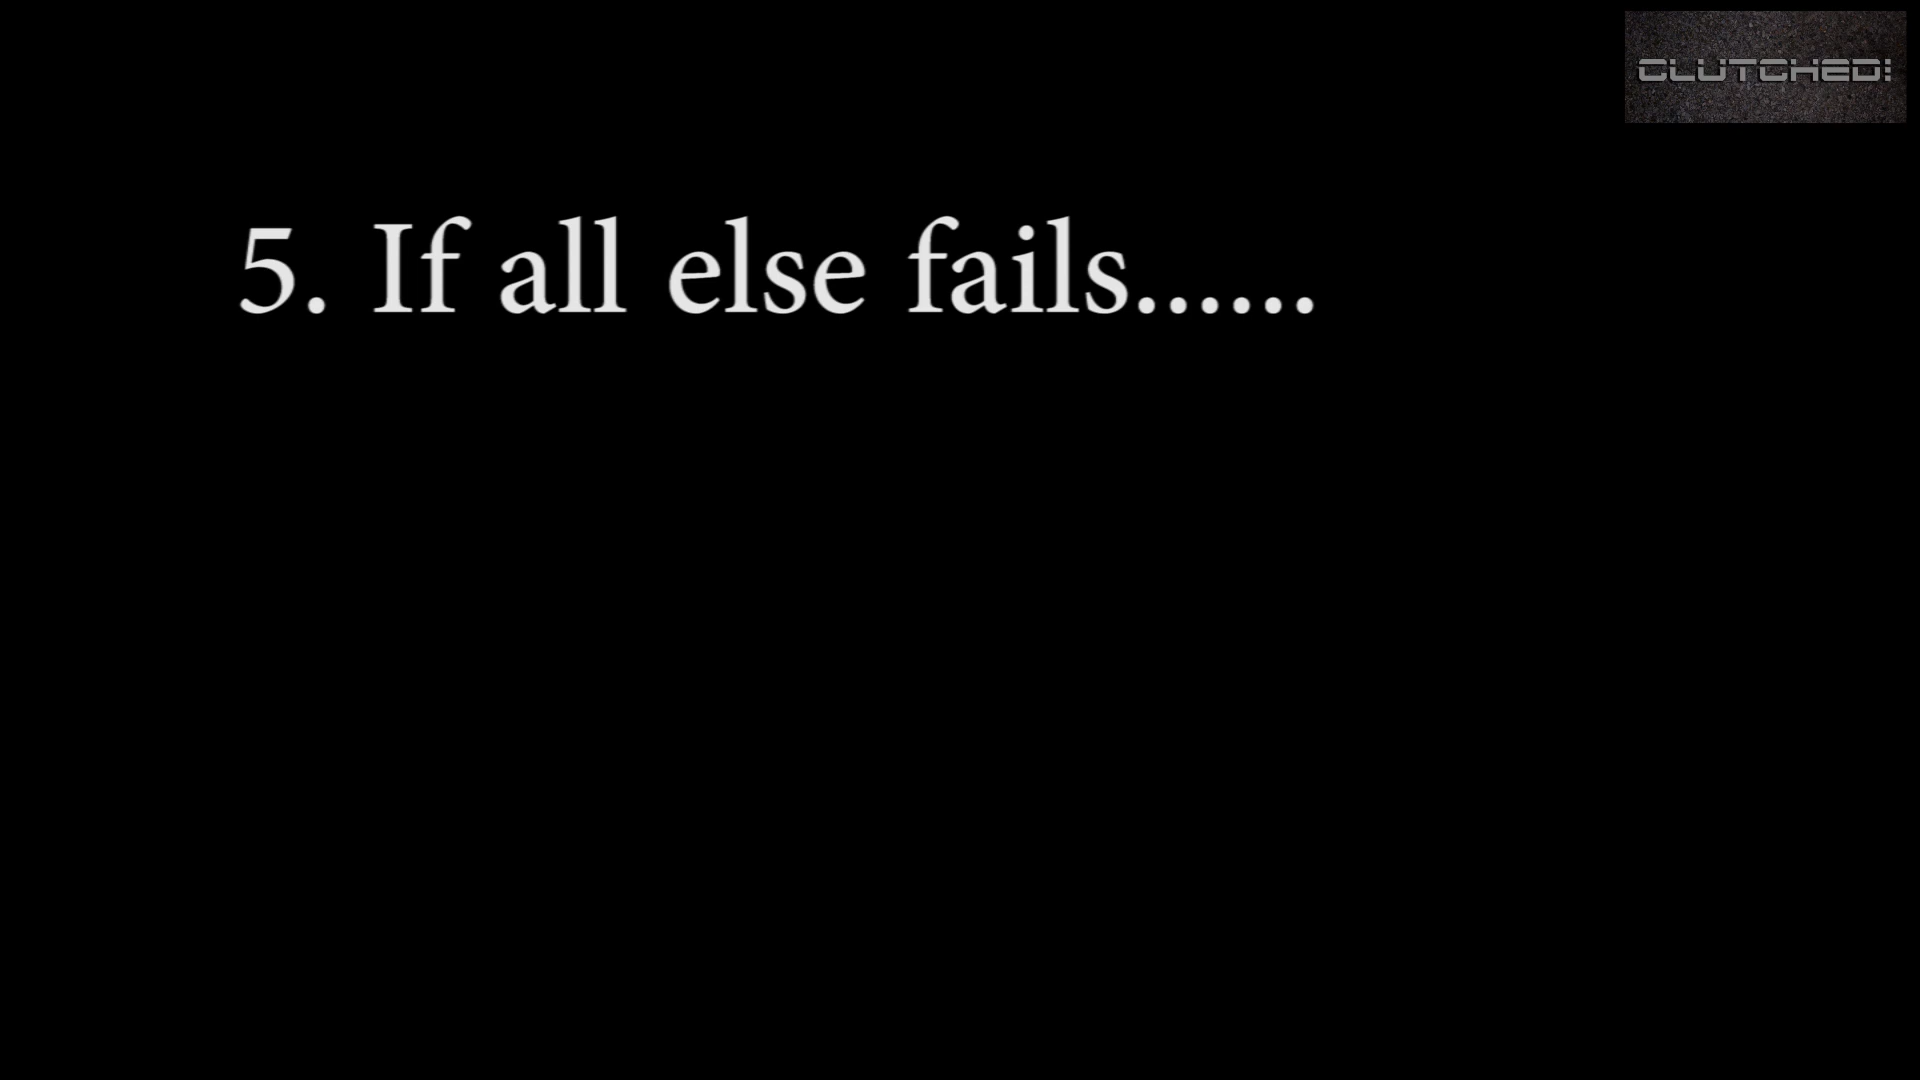 CLUTCHED!
5. If all else fails......